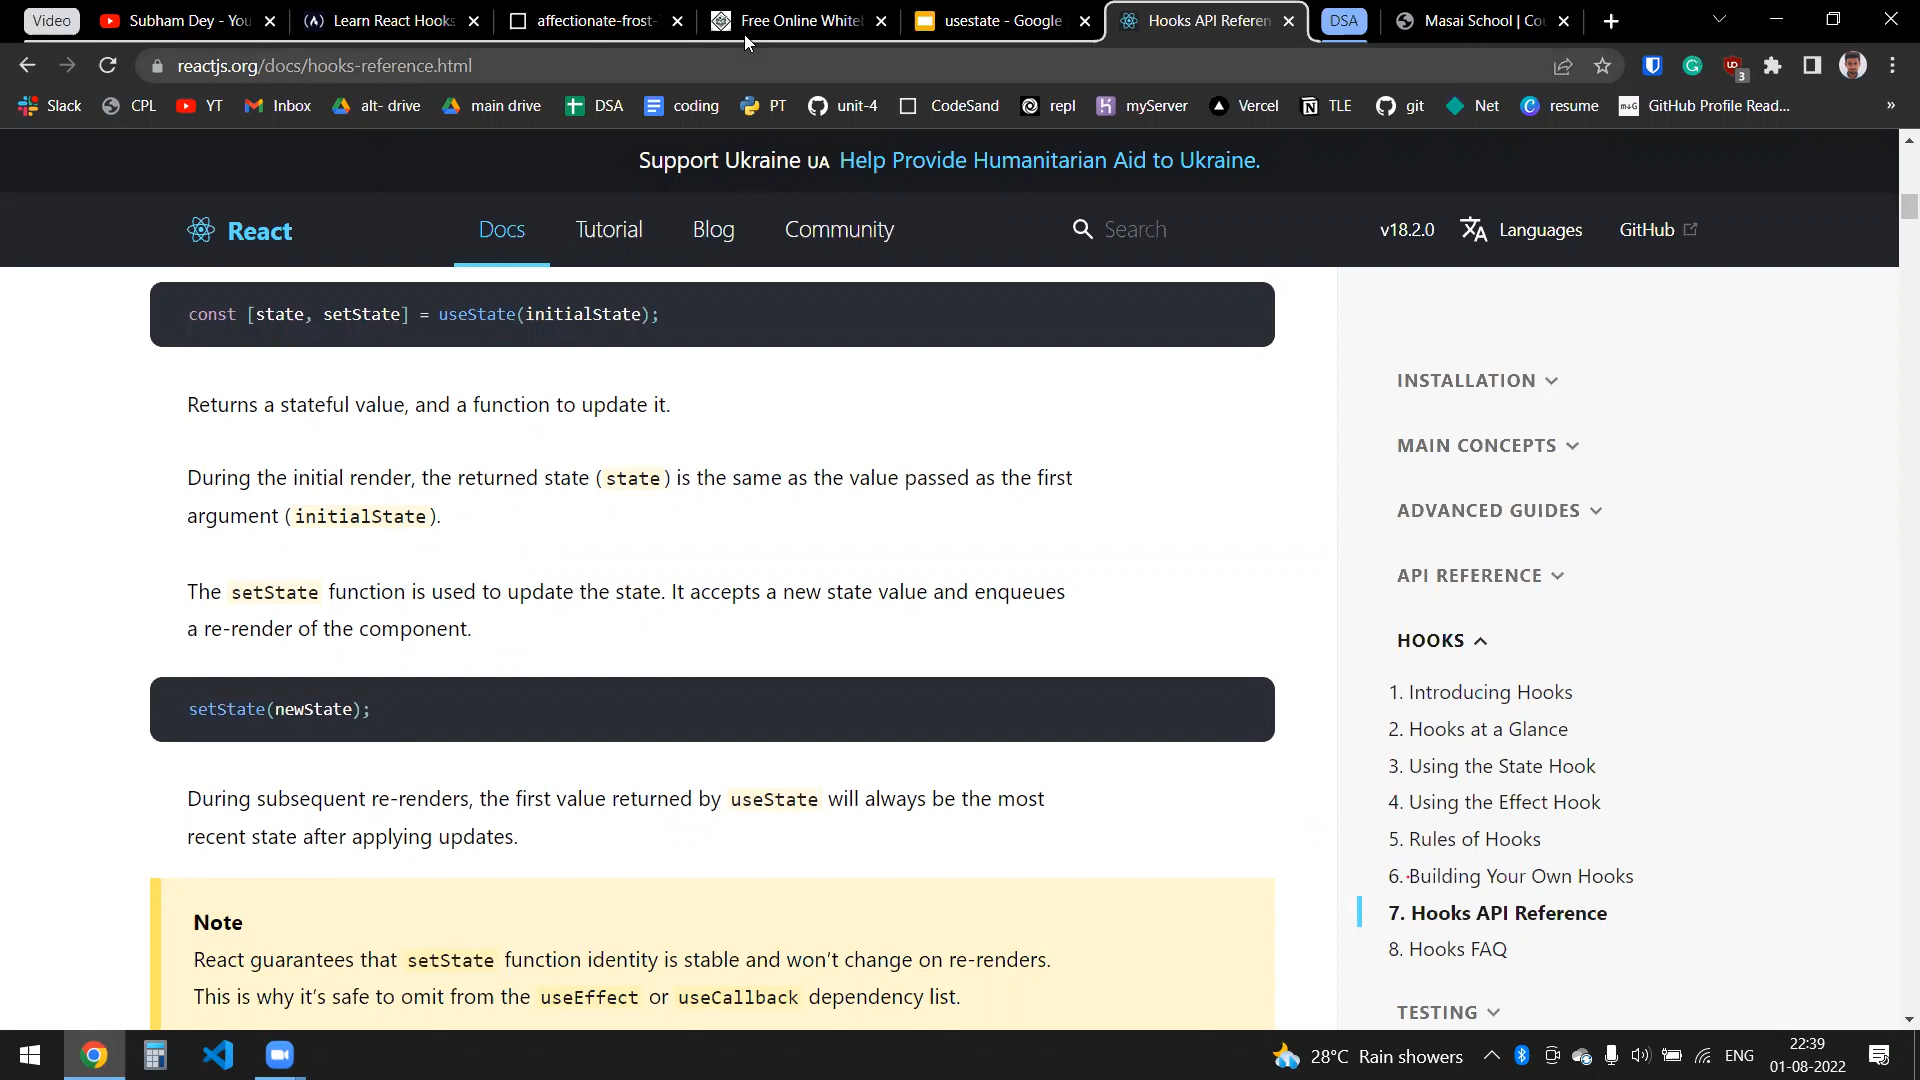 Video
Subham Dey - You
Learn React Hooks
affectionate-frost-
Free Online Whiteb
usestate - Google
Hooks API Referen
DSA
Masai School | Cou
reactjs.org/docs/hooks-reference.html
3
Slack
CPL
YT
Inbox
alt- drive
main drive
DSA
coding
PT
unit-4
CodeSand
repl
myServer
Vercel
TLE
git
Net
resume
GitHub Profile Read...
»
Support Ukraine UA Help Provide Humanitarian Aid to Ukraine.
React
Docs
Tutorial
Blog
Community
Search
v18.2.0
Languages
GitHub
const [state, setState] = useState(initialState);
Returns a stateful value, and a function to update it.
During the initial render, the returned state (state) is the same as the value passed as the first
argument (initialState).
The setState function is used to update the state. It accepts a new state value and enqueues
a re-render of the component.
setState(newState);
During subsequent re-renders, the first value returned by useState will always be the most
recent state after applying updates.
Note
React guarantees that setState function identity is stable and won’t change on re-renders.
This is why it’s safe to omit from the useEffect or useCallback dependency list.
INSTALLATION
MAIN CONCEPTS
ADVANCED GUIDES
API REFERENCE
HOOKS
1. Introducing Hooks
2. Hooks at a Glance
3. Using the State Hook
4. Using the Effect Hook
5. Rules of Hooks
6. Building Your Own Hooks
7. Hooks API Reference
8. Hooks FAQ
TESTING
28°C Rain showers
ENG
22:39
01-08-2022